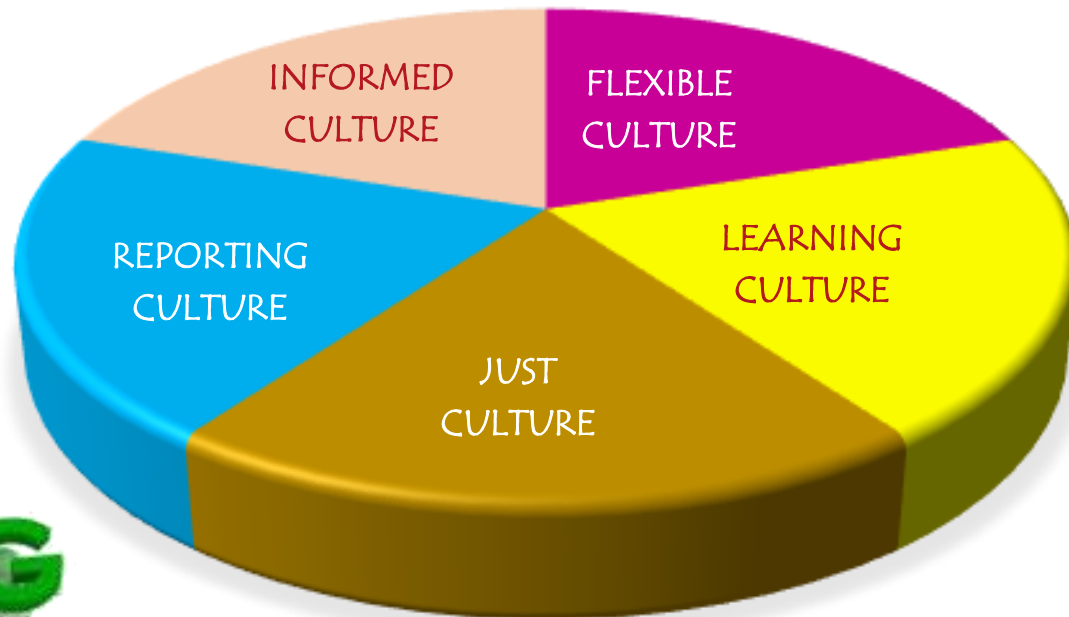 INFORMED
CULTURE
FLEXIBLE
CULTURE
LEARNING
CULTURE
REPORTING
CULTURE
JUST
CULTURE
G